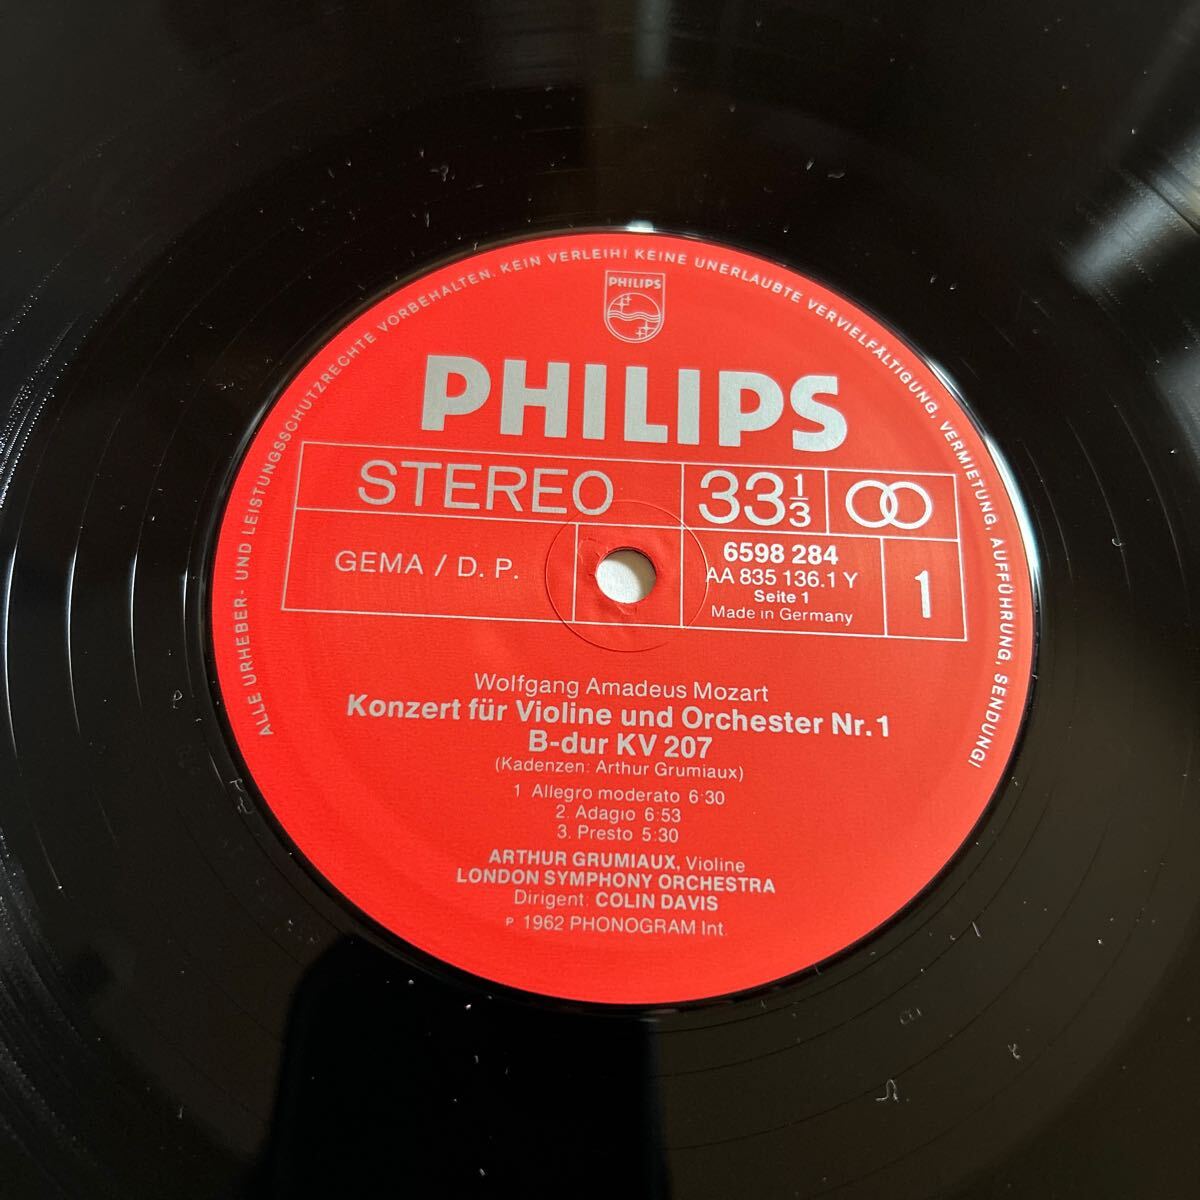 ALLE URHEBER- UND LEISTUNGSSCHUTZRECHTE VORBEHALTEN. KEIN VERLEIH! KEINE UNERLAUBTE VERVIELFÄLTIGUNG, VERMIETUNG, AUFFÜHRUNG, SENDUNG!
PHILIPS
PHILIPS
STEREO
33 1/3
GEMA / D. P.
6598 284
AA 835 136.1 Y
Seite 1
Made in Germany
1
Wolfgang Amadeus Mozart
Konzert für Violine und Orchester Nr. 1
B-dur KV 207
(Kadenzen: Arthur Grumiaux)
1 Allegro moderato 6:30
2. Adagio 6:53
3. Presto 5:30
ARTHUR GRUMIAUX, Violine
LONDON SYMPHONY ORCHESTRA
Dirigent: COLIN DAVIS
P 1962 PHONOGRAM Int.